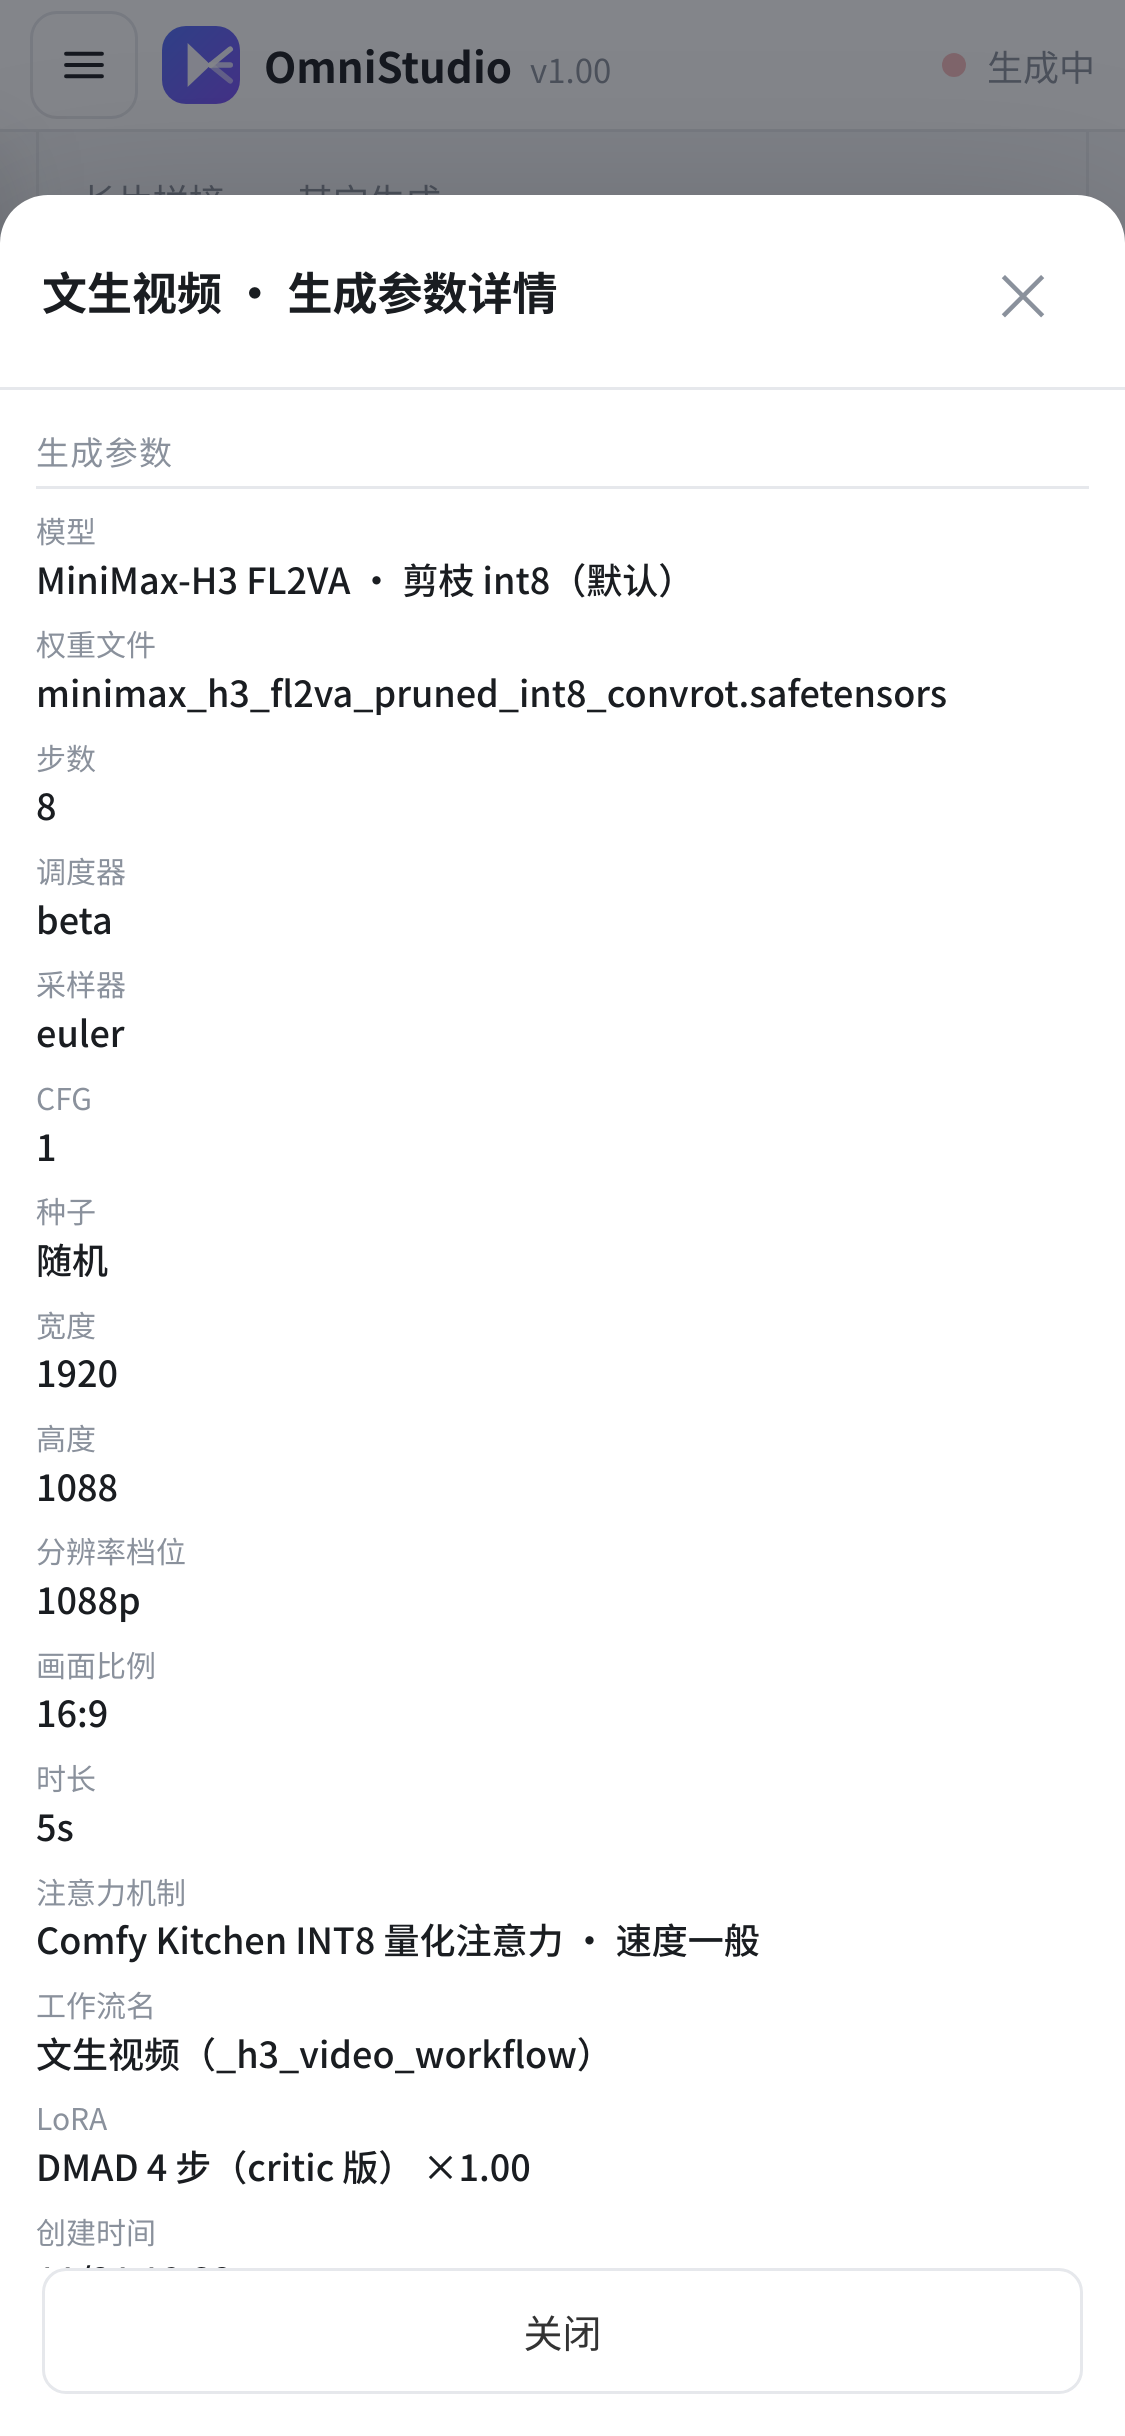 OmniStudio v1.00
生成中
文生视频 · 生成参数详情
生成参数
模型
MiniMax-H3 FL2VA · 剪枝 int8（默认）
权重文件
minimax_h3_fl2va_pruned_int8_convrot.safetensors
步数
8
调度器
beta
采样器
euler
CFG
1
种子
随机
宽度
1920
高度
1088
分辨率档位
1088p
画面比例
16:9
时长
5s
注意力机制
Comfy Kitchen INT8 量化注意力 · 速度一般
工作流名
文生视频（_h3_video_workflow）
LoRA
DMAD 4 步（critic 版） ×1.00
创建时间
关闭